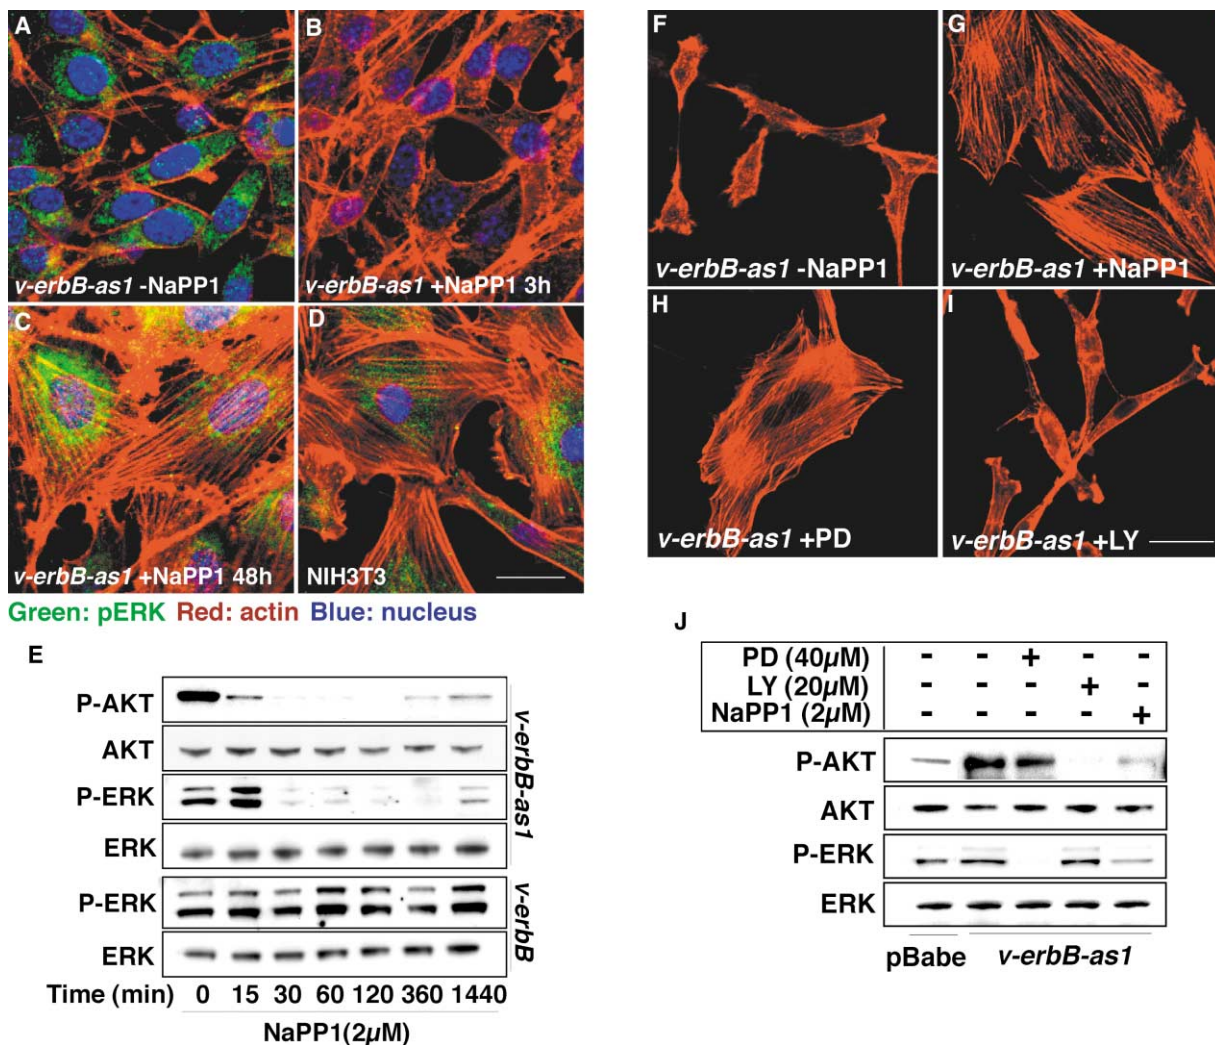 A
v-erbB-as1 -NaPP1
B
v-erbB-as1 +NaPP1 3h
C
v-erbB-as1 +NaPP1 48h
D
NIH3T3
Green: pERK Red: actin Blue: nucleus
E
P-AKT
AKT
P-ERK
ERK
v-erbB-as1
P-ERK
ERK
v-erbB
Time (min) 0 15 30 60 120 360 1440
NaPP1(2µM)
F
v-erbB-as1 -NaPP1
G
v-erbB-as1 +NaPP1
H
v-erbB-as1 +PD
I
v-erbB-as1 +LY
J
PD (40µM) - - + - -
LY (20µM) - - - + -
NaPP1 (2µM) - - - - +
P-AKT
AKT
P-ERK
ERK
pBabe v-erbB-as1